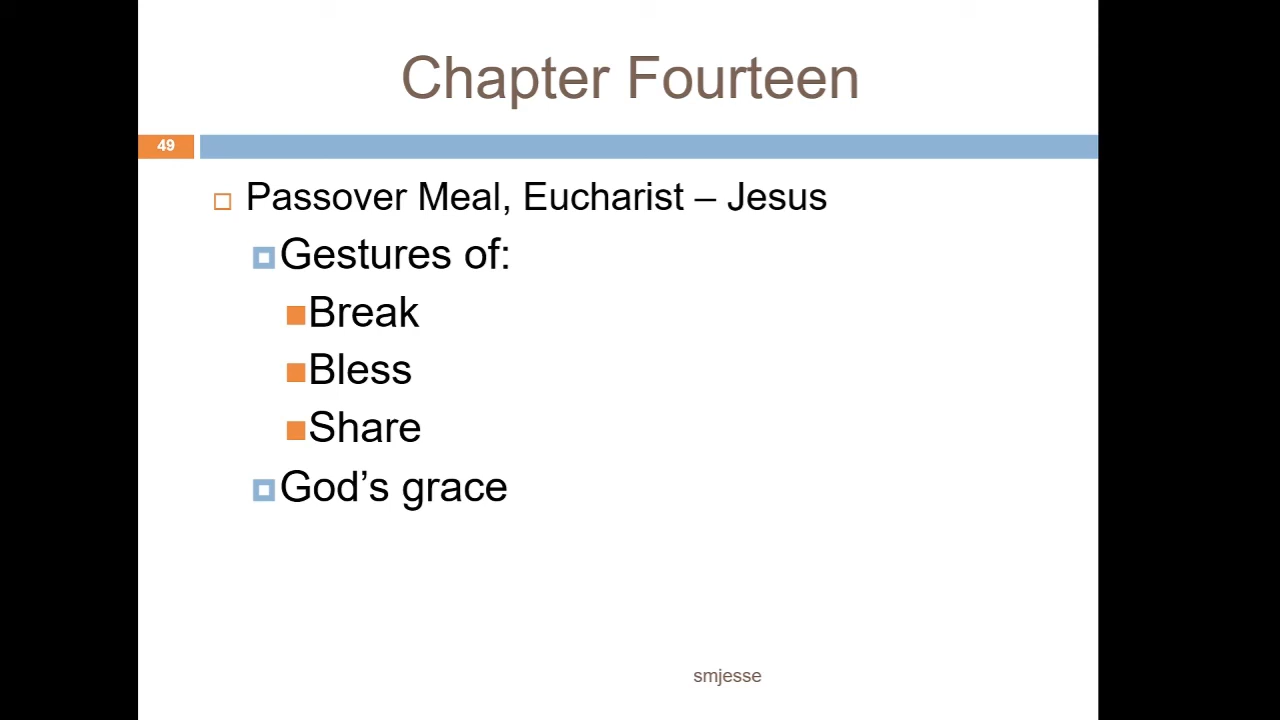 Chapter Fourteen
49
Passover Meal, Eucharist – Jesus
Gestures of:
Break
Bless
Share
God’s grace
smjesse